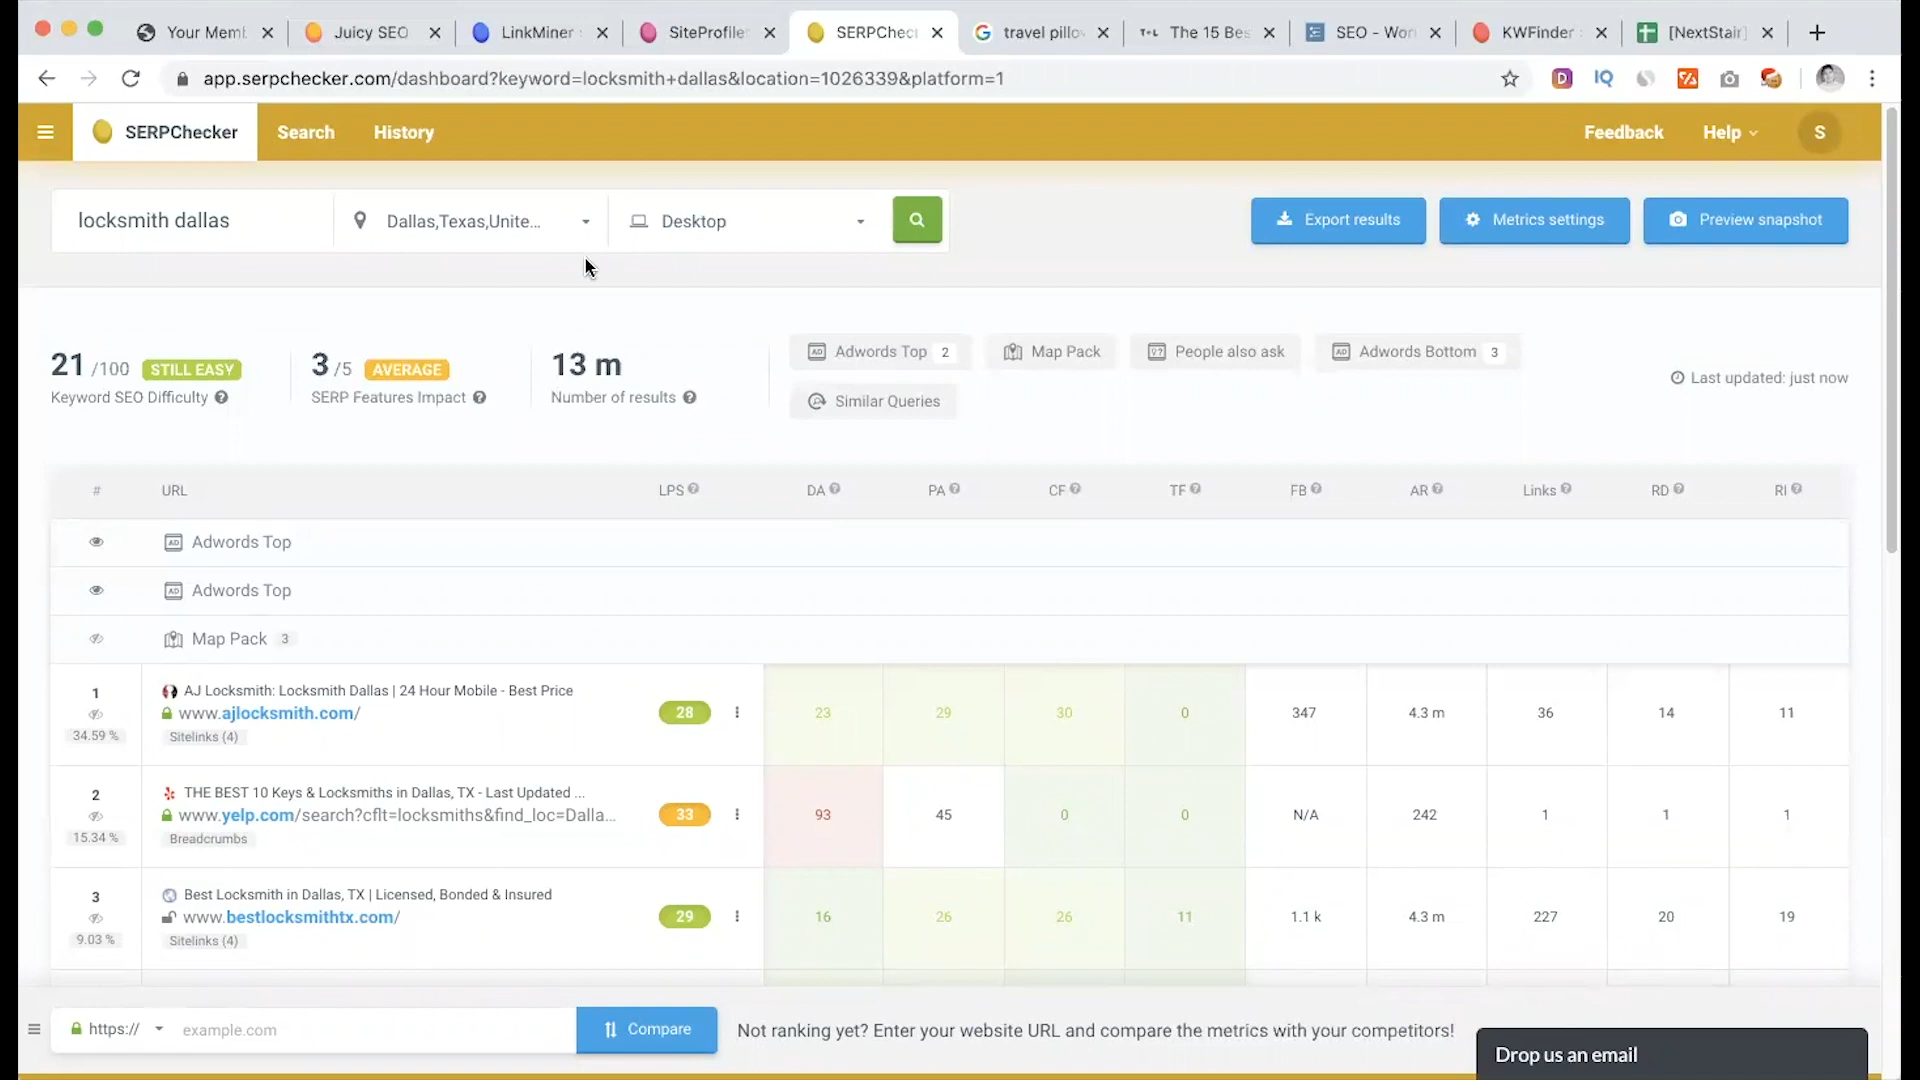 Your Meml
Juicy SEO
LinkMiner
SiteProfile
SERPChec
travel pillo
T+L The 15 Bes
SEO - Wor
KWFinder
[NextStair]
app.serpchecker.com/dashboard?keyword=locksmith+dallas&location=1026339&platform=1
SERPChecker
Search
History
Feedback
Help
S
locksmith dallas
Dallas,Texas,Unite...
Desktop
Export results
Metrics settings
Preview snapshot
21 /100 STILL EASY
Keyword SEO Difficulty
3 /5 AVERAGE
SERP Features Impact
13 m
Number of results
Adwords Top 2
Map Pack
People also ask
Adwords Bottom 3
Similar Queries
Last updated: just now
# URL LPS DA PA CF TF FB AR Links RD RI
Adwords Top
Adwords Top
Map Pack 3
1
34.59 %
AJ Locksmith: Locksmith Dallas | 24 Hour Mobile - Best Price
www.ajlocksmith.com/
Sitelinks (4)
28 23 29 30 0 347 4.3 m 36 14 11
2
15.34 %
THE BEST 10 Keys & Locksmiths in Dallas, TX - Last Updated ...
www.yelp.com/search?cflt=locksmiths&find_loc=Dalla...
Breadcrumbs
33 93 45 0 0 N/A 242 1 1 1
3
9.03 %
Best Locksmith in Dallas, TX | Licensed, Bonded & Insured
www.bestlocksmithtx.com/
Sitelinks (4)
29 16 26 26 11 1.1 k 4.3 m 227 20 19
https://
example.com
Compare
Not ranking yet? Enter your website URL and compare the metrics with your competitors!
Drop us an email